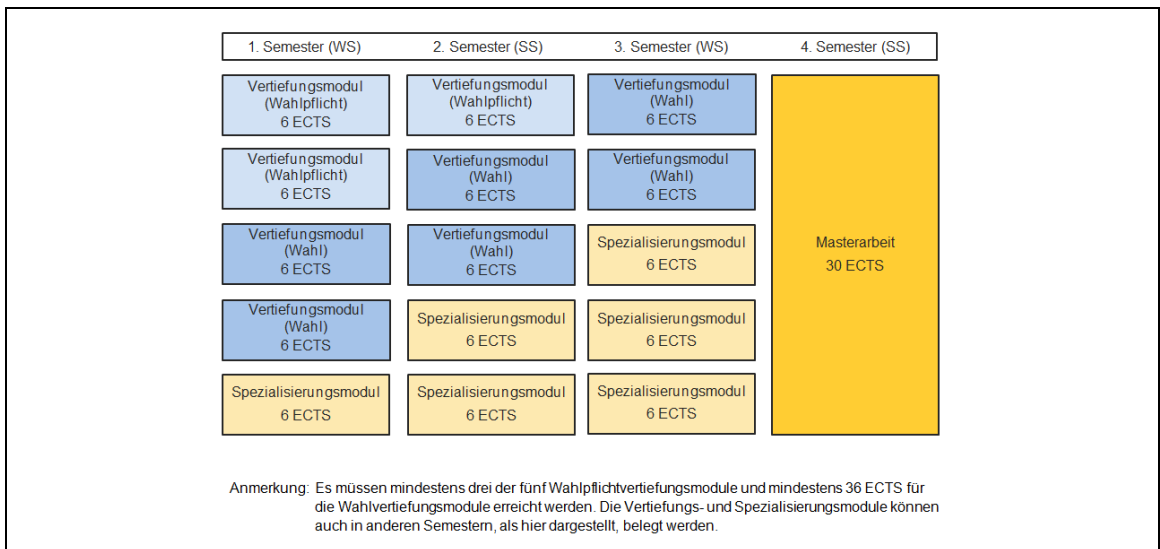 1. Semester (WS)
2. Semester (SS)
3. Semester (WS)
4. Semester (SS)
Vertiefungsmodul
(Wahlpflicht)
6 ECTS
Vertiefungsmodul
(Wahlpflicht)
6 ECTS
Vertiefungsmodul
(Wahl)
6 ECTS
Vertiefungsmodul
(Wahlpflicht)
6 ECTS
Vertiefungsmodul
(Wahl)
6 ECTS
Vertiefungsmodul
(Wahl)
6 ECTS
Vertiefungsmodul
(Wahl)
6 ECTS
Vertiefungsmodul
(Wahl)
6 ECTS
Spezialisierungsmodul
6 ECTS
Masterarbeit
30 ECTS
Vertiefungsmodul
(Wahl)
6 ECTS
Spezialisierungsmodul
6 ECTS
Spezialisierungsmodul
6 ECTS
Spezialisierungsmodul
6 ECTS
Spezialisierungsmodul
6 ECTS
Spezialisierungsmodul
6 ECTS
Anmerkung: Es müssen mindestens drei der fünf Wahlpflichtvertiefungsmodule und mindestens 36 ECTS für
die Wahlvertiefungsmodule erreicht werden. Die Vertiefungs- und Spezialisierungsmodule können
auch in anderen Semestern, als hier dargestellt, belegt werden.